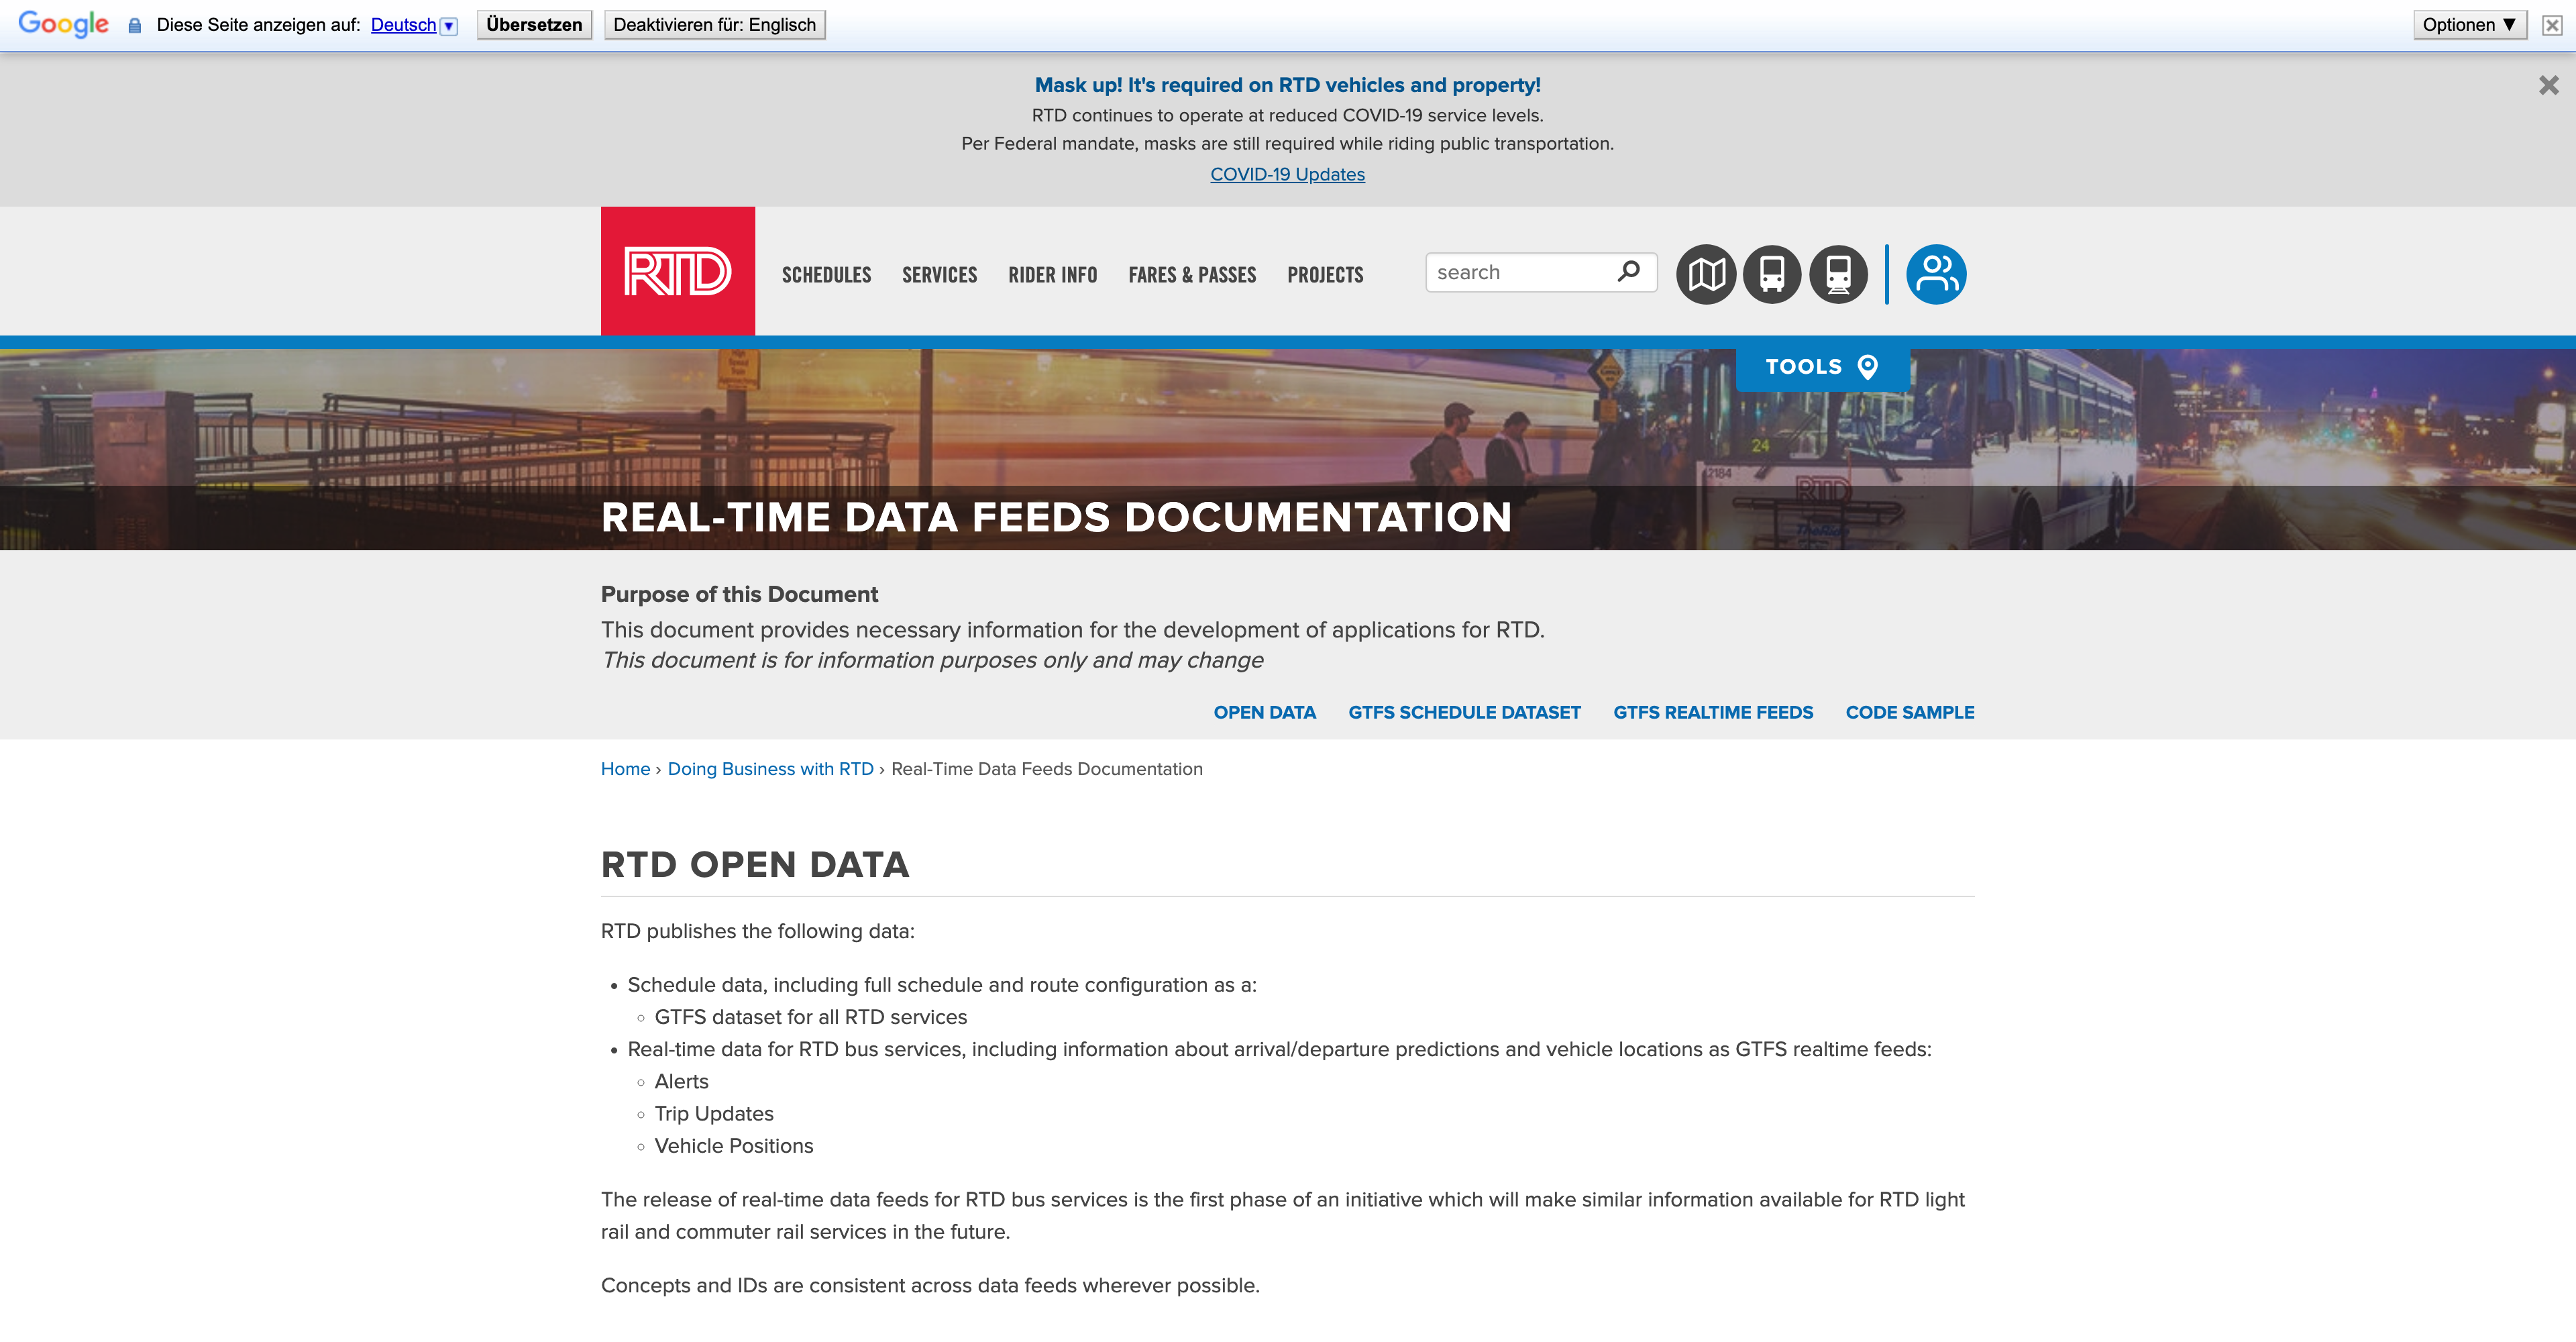 Google Diese Seite anzeigen auf: Deutsch ▼ Übersetzen Deaktivieren für: Englisch Optionen ▼
Mask up! It's required on RTD vehicles and property!
RTD continues to operate at reduced COVID-19 service levels.
Per Federal mandate, masks are still required while riding public transportation.
COVID-19 Updates
RTD SCHEDULES SERVICES RIDER INFO FARES & PASSES PROJECTS search
TOOLS
High
Speed
Train
24
2184
RTD
REAL-TIME DATA FEEDS DOCUMENTATION
Purpose of this Document
This document provides necessary information for the development of applications for RTD.
This document is for information purposes only and may change
OPEN DATA GTFS SCHEDULE DATASET GTFS REALTIME FEEDS CODE SAMPLE
Home › Doing Business with RTD › Real-Time Data Feeds Documentation
RTD OPEN DATA
RTD publishes the following data:
• Schedule data, including full schedule and route configuration as a:
◦ GTFS dataset for all RTD services
• Real-time data for RTD bus services, including information about arrival/departure predictions and vehicle locations as GTFS realtime feeds:
◦ Alerts
◦ Trip Updates
◦ Vehicle Positions
The release of real-time data feeds for RTD bus services is the first phase of an initiative which will make similar information available for RTD light
rail and commuter rail services in the future.
Concepts and IDs are consistent across data feeds wherever possible.